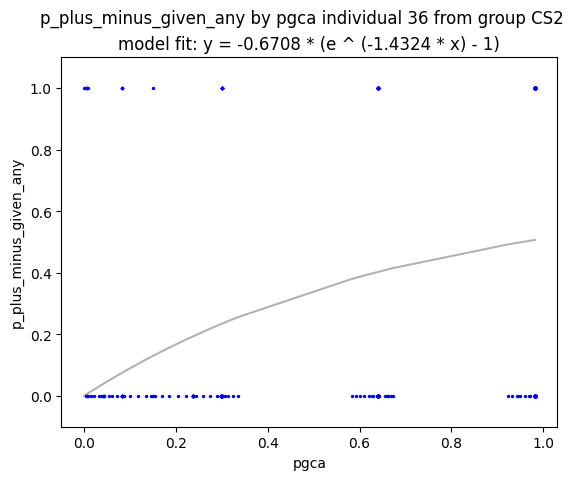 p_plus_minus_given_any by pgca individual 36 from group CS2
model fit: y = -0.6708 * (e ^ (-1.4324 * x) - 1)
1.0
0.8
0.6
0.4
0.2
0.0
p_plus_minus_given_any
0.0 0.2 0.4 0.6 0.8 1.0
pgca